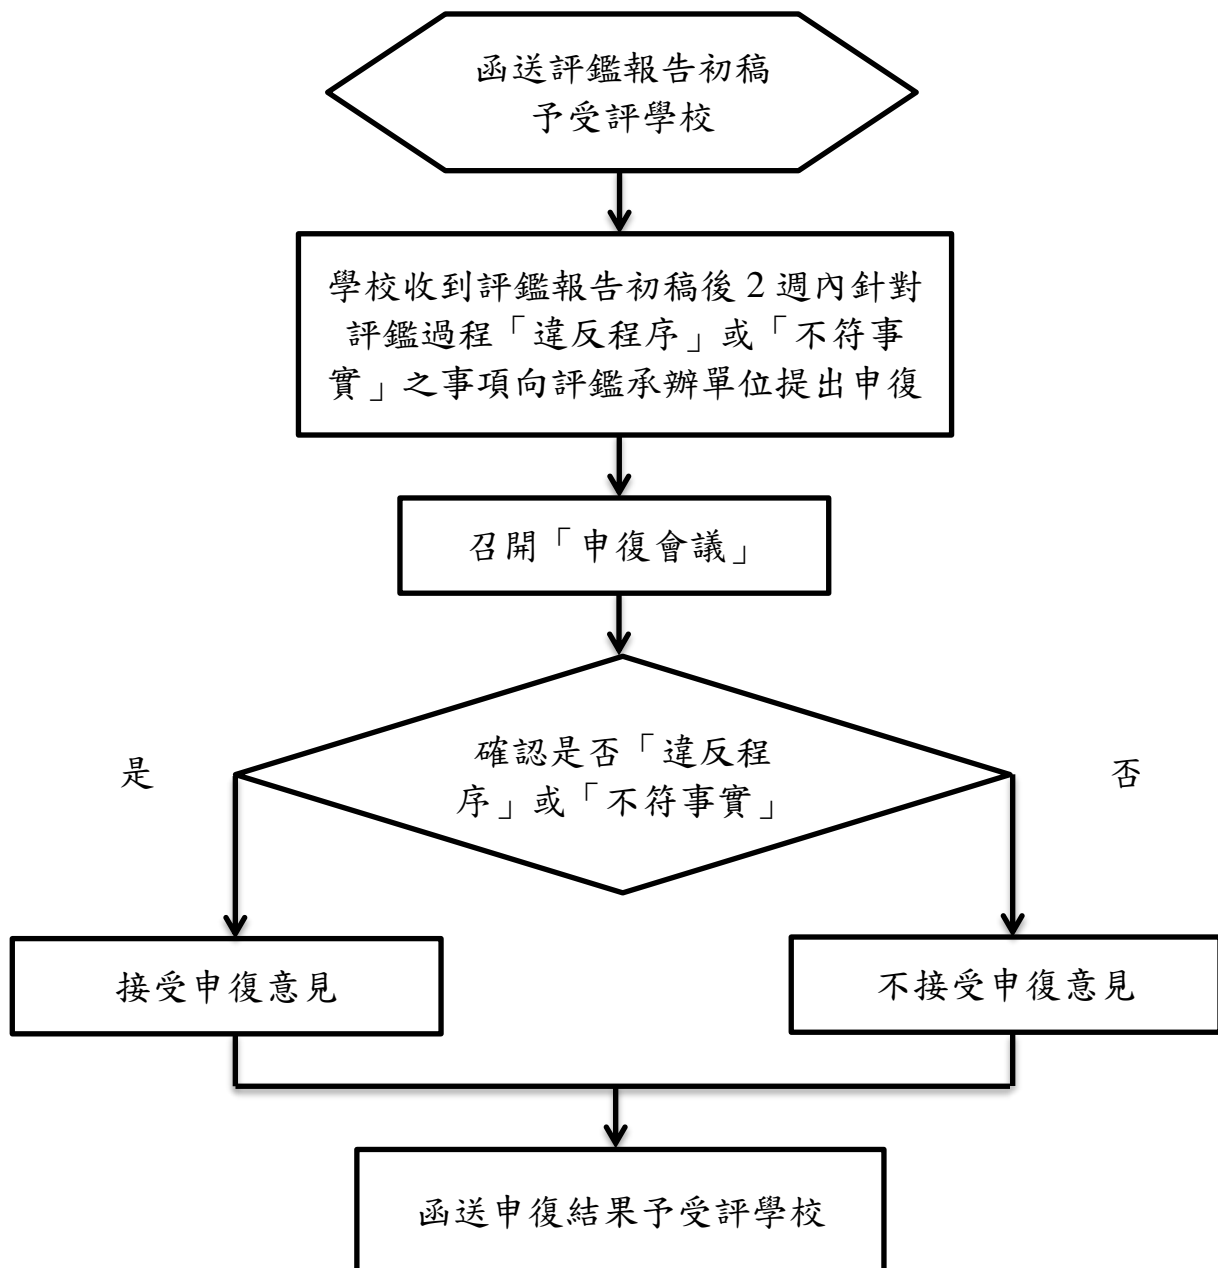 函送評鑑報告初稿
予受評學校
學校收到評鑑報告初稿後 2 週內針對
評鑑過程「違反程序」或「不符事
實」之事項向評鑑承辦單位提出申復
召開「申復會議」
確認是否「違反程
序」或「不符事實」
是
否
接受申復意見
不接受申復意見
函送申復結果予受評學校